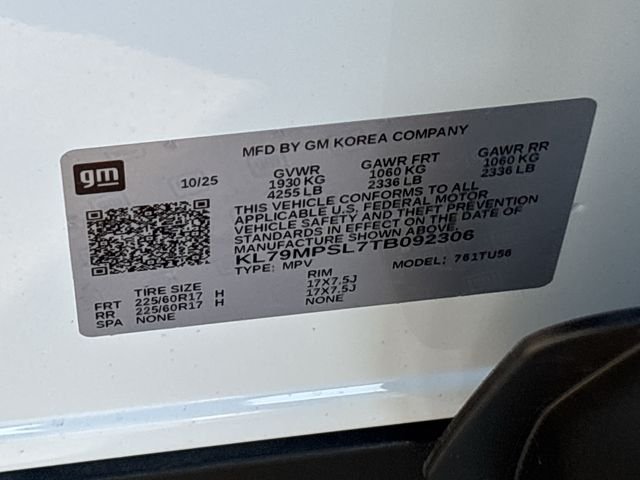 gm
MFD BY GM KOREA COMPANY
10/25
GVWR GAWR FRT GAWR RR
1930 KG 1060 KG 1060 KG
4255 LB 2336 LB 2336 LB
THIS VEHICLE CONFORMS TO ALL
APPLICABLE U.S. FEDERAL MOTOR
VEHICLE SAFETY AND THEFT PREVENTION
STANDARDS IN EFFECT ON THE DATE OF
MANUFACTURE SHOWN ABOVE.
KL79MPSL7TB092306
TYPE: MPV MODEL: 761TU56
TIRE SIZE RIM
FRT 225/60R17 H 17X7.5J
RR 225/60R17 H 17X7.5J
SPA NONE NONE